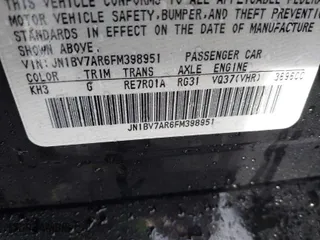 THIS VEHICLE CONFORMS TO ALL APPLICABLE FEDERAL
MOTOR VEHICLE SAFETY, BUMPER, AND THEFT PREVENTION
STANDARDS IN EFFECT ON THE DATE OF MANUFACTURE
SHOWN ABOVE.
VIN: JN1BV7AR6FM398951 PASSENGER CAR
COLOR TRIM TRANS AXLE ENGINE
KH3 G RE7R01A RG31 VQ37(VHR) 3696CC
JN1BV7AR6FM398951